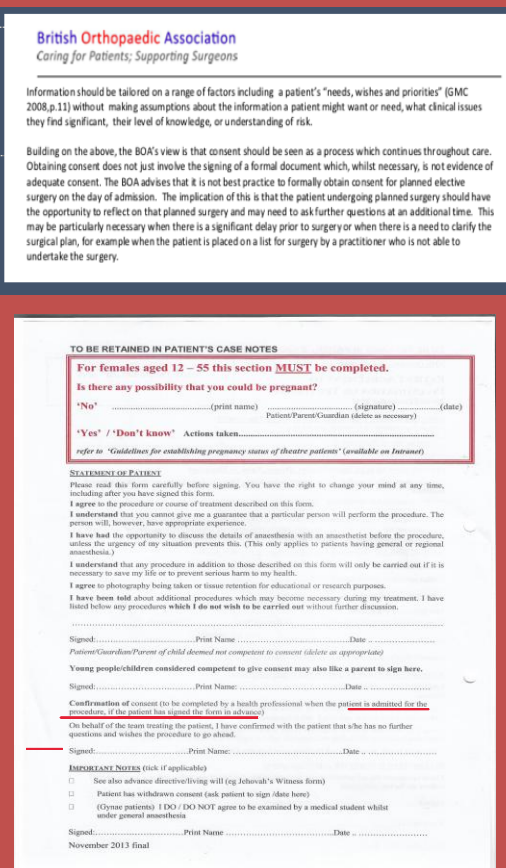 British Orthopaedic Association
Caring for Patients; Supporting Surgeons
Information should be tailored on a range of factors including a patient's "needs, wishes and priorities" (GMC
2008,p.11) without making assumptions about the information a patient might want or need, what clinical issues
they find significant, their level of knowledge, or understanding of risk.
Building on the above, the BOA's view is that consent should be seen as a process which continues throughout care.
Obtaining consent does not just involve the signing of a formal document which, whilst necessary, is not evidence of
adequate consent. The BOA advises that it is not best practice to formally obtain consent for planned elective
surgery on the day of admission. The implication of this is that the patient undergoing planned surgery should have
the opportunity to reflect on that planned surgery and may need to ask further questions at an additional time. This
may be particularly necessary when there is a significant delay prior to surgery or when there is a need to clarify the
surgical plan, for example when the patient is placed on a list for surgery by a practitioner who is not able to
undertake the surgery.
TO BE RETAINED IN PATIENT'S CASE NOTES
For females aged 12 – 55 this section MUST be completed.
Is there any possibility that you could be pregnant?
'No' ....................................(print name) .............................. (signature) ...............(date)
Patient/Parent/Guardian (delete as necessary)
'Yes' / 'Don't know' Actions taken............................................................
refer to 'Guidelines for establishing pregnancy status of theatre patients' (available on Intranet)
STATEMENT OF PATIENT
Please read this form carefully before signing. You have the right to change your mind at any time,
including after you have signed this form.
I agree to the procedure or course of treatment described on this form.
I understand that you cannot give me a guarantee that a particular person will perform the procedure. The
person will, however, have appropriate experience.
I have had the opportunity to discuss the details of anaesthesia with an anaesthetist before the procedure,
unless the urgency of my situation prevents this. (This only applies to patients having general or regional
anaesthesia.)
I understand that any procedure in addition to those described on this form will only be carried out if it is
necessary to save my life or to prevent serious harm to my health.
I agree to photography being taken or tissue retention for educational or research purposes.
I have been told about additional procedures which may become necessary during my treatment. I have
listed below any procedures which I do not wish to be carried out without further discussion.
........................................................................................................................
Signed:..............................Print Name ...................................Date .. ......................
Patient/Guardian/Parent of child deemed not competent to consent (delete as appropriate)
Young people/children considered competent to give consent may also like a parent to sign here.
Signed:..............................Print Name: ...................................Date .. ......................
Confirmation of consent (to be completed by a health professional when the patient is admitted for the
procedure, if the patient has signed the form in advance)
On behalf of the team treating the patient, I have confirmed with the patient that s/he has no further
questions and wishes the procedure to go ahead.
Signed:..............................Print Name: ...................................Date .. ......................
IMPORTANT NOTES (tick if applicable)
☐ See also advance directive/living will (eg Jehovah's Witness form)
☐ Patient has withdrawn consent (ask patient to sign /date here)
☐ (Gynae patients) I DO / DO NOT agree to be examined by a medical student whilst
under general anaesthesia
Signed:..............................Print Name ...................................Date .. ......................
November 2013 final